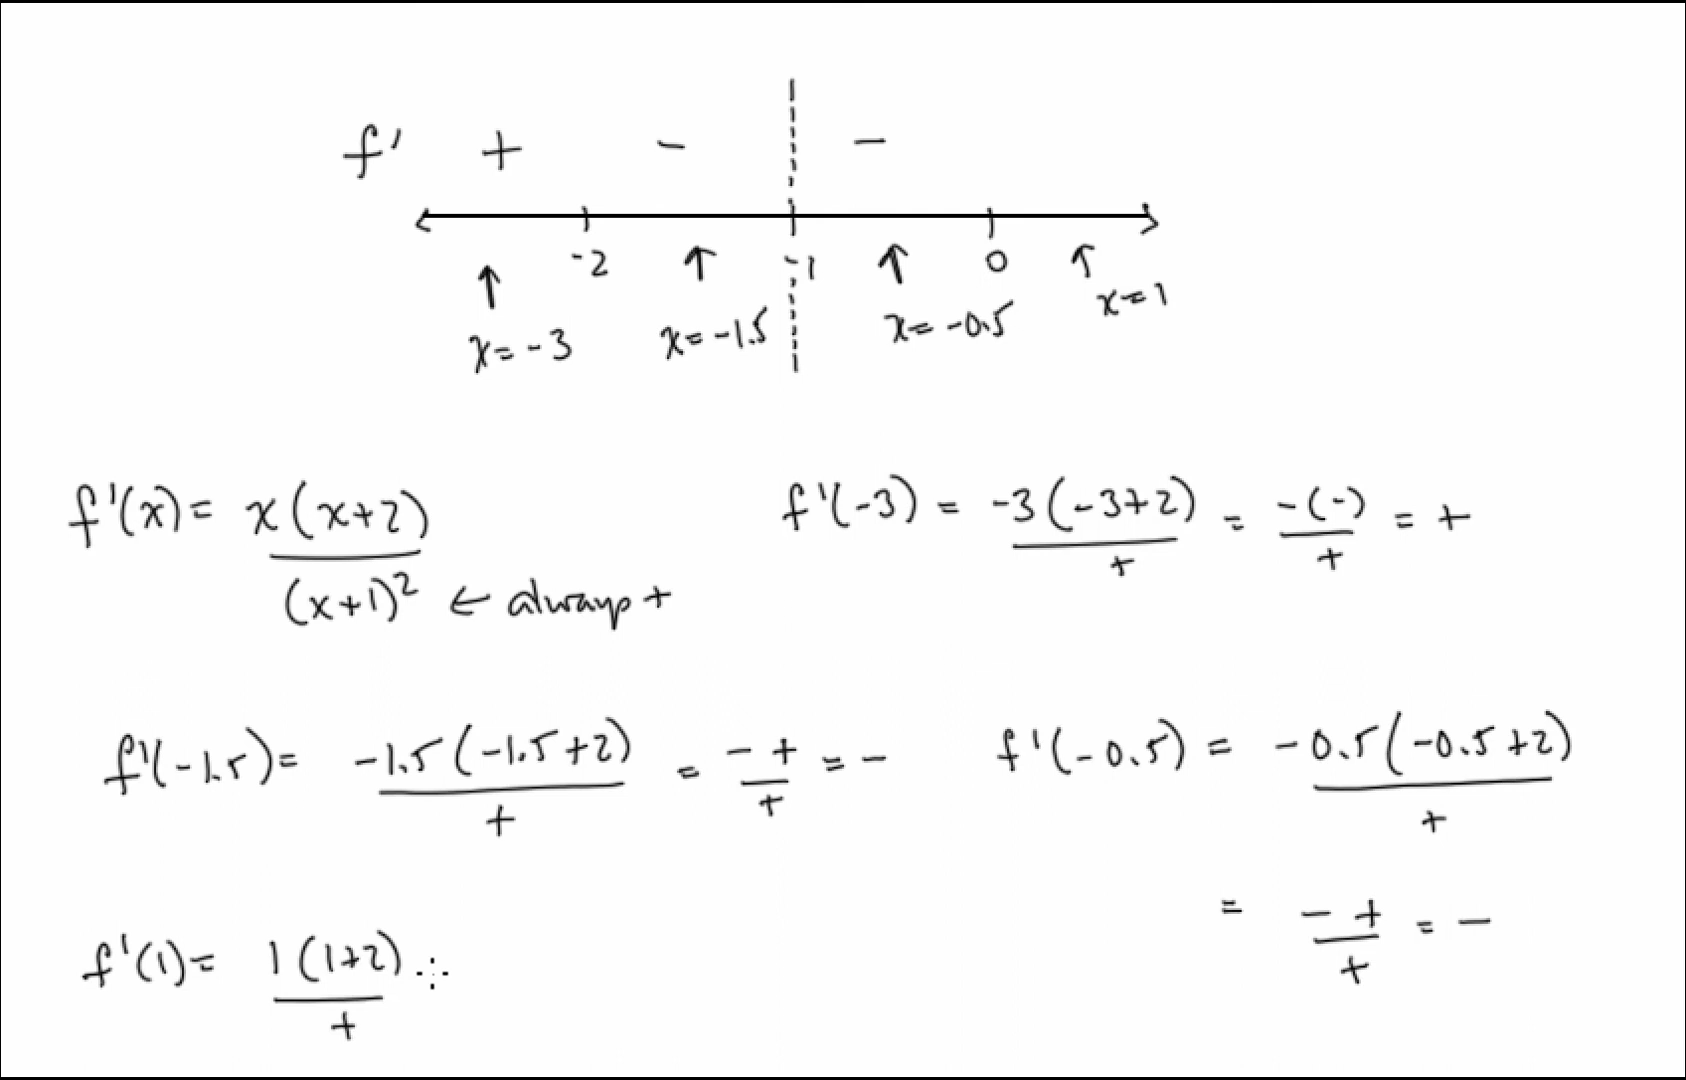 f' + - -
-2 -1 0
x=-3 x=-1.5 x=-0.5 x=1
f'(x)= x(x+2)/(x+1)² ← always +
f'(-3) = -3(-3+2)/+ = -(-)/+ = +
f'(-1.5)= -1.5(-1.5+2)/+ = - +/+ = -
f'(-0.5) = -0.5(-0.5+2)/+
= - +/+ = -
f'(1)= 1(1+2)/+